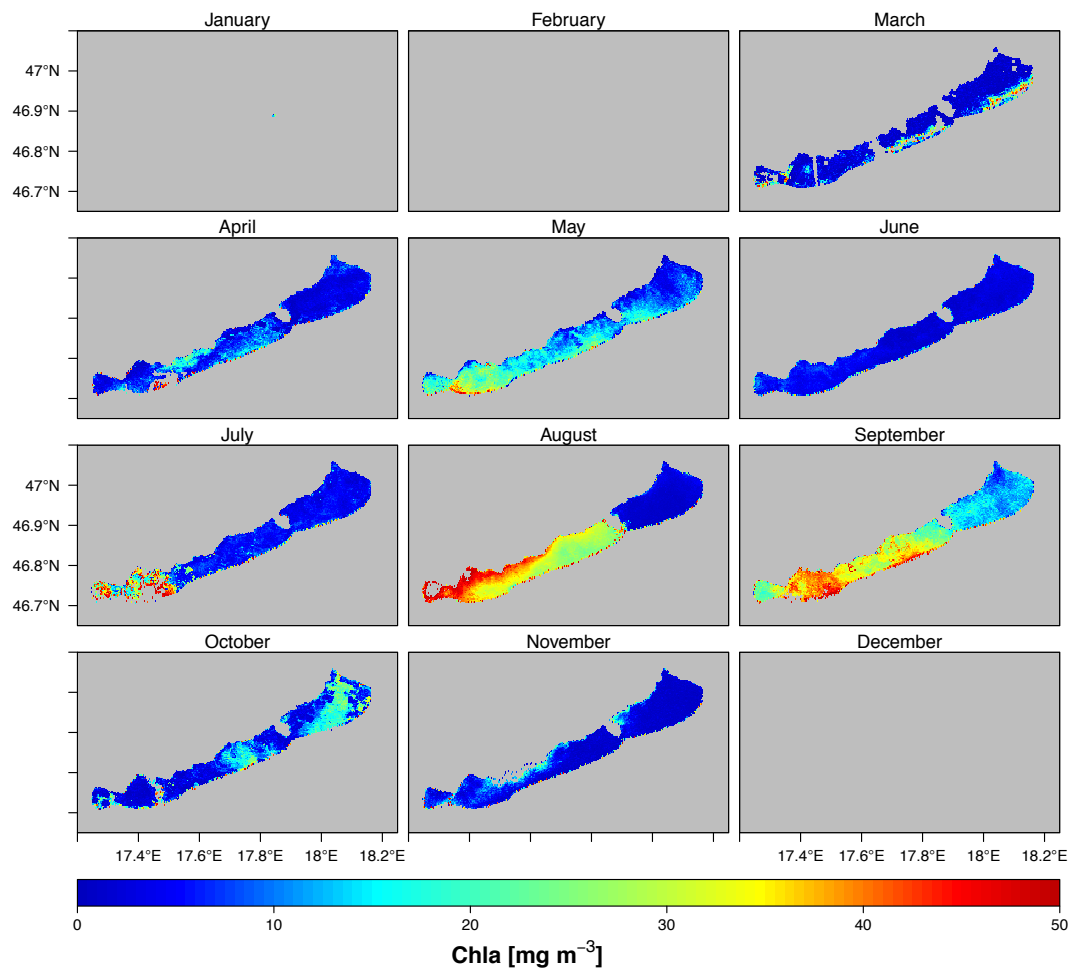 January February March
47°N
46.9°N
46.8°N
46.7°N
April May June
July August September
47°N
46.9°N
46.8°N
46.7°N
October November December
17.4°E 17.6°E 17.8°E 18°E 18.2°E 17.4°E 17.6°E 17.8°E 18°E 18.2°E
0 10 20 30 40 50
Chla [mg m⁻³]